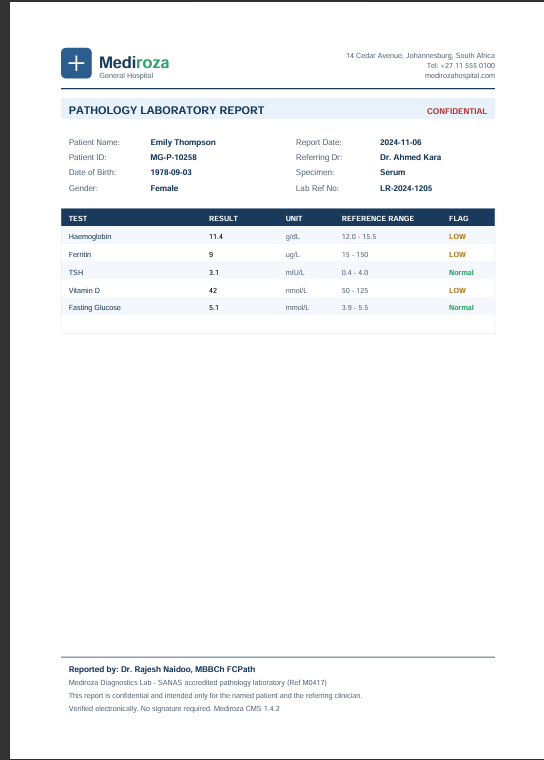 Mediroza
General Hospital
14 Cedar Avenue, Johannesburg, South Africa
Tel: +27 11 555 0100
medirozahospital.com
PATHOLOGY LABORATORY REPORT CONFIDENTIAL
Patient Name: Emily Thompson Report Date: 2024-11-06
Patient ID: MG-P-10258 Referring Dr: Dr. Ahmed Kara
Date of Birth: 1978-09-03 Specimen: Serum
Gender: Female Lab Ref No: LR-2024-1205
TEST RESULT UNIT REFERENCE RANGE FLAG
Haemoglobin 11.4 g/dL 12.0 - 15.5 LOW
Ferritin 9 ug/L 15 - 150 LOW
TSH 3.1 mIU/L 0.4 - 4.0 Normal
Vitamin D 42 nmol/L 50 - 125 LOW
Fasting Glucose 5.1 mmol/L 3.9 - 5.5 Normal
Reported by: Dr. Rajesh Naidoo, MBBCh FCPath
Mediroza Diagnostics Lab - SANAS accredited pathology laboratory (Ref M0417)
This report is confidential and intended only for the named patient and the referring clinician.
Verified electronically. No signature required. Mediroza CMS 1.4.2